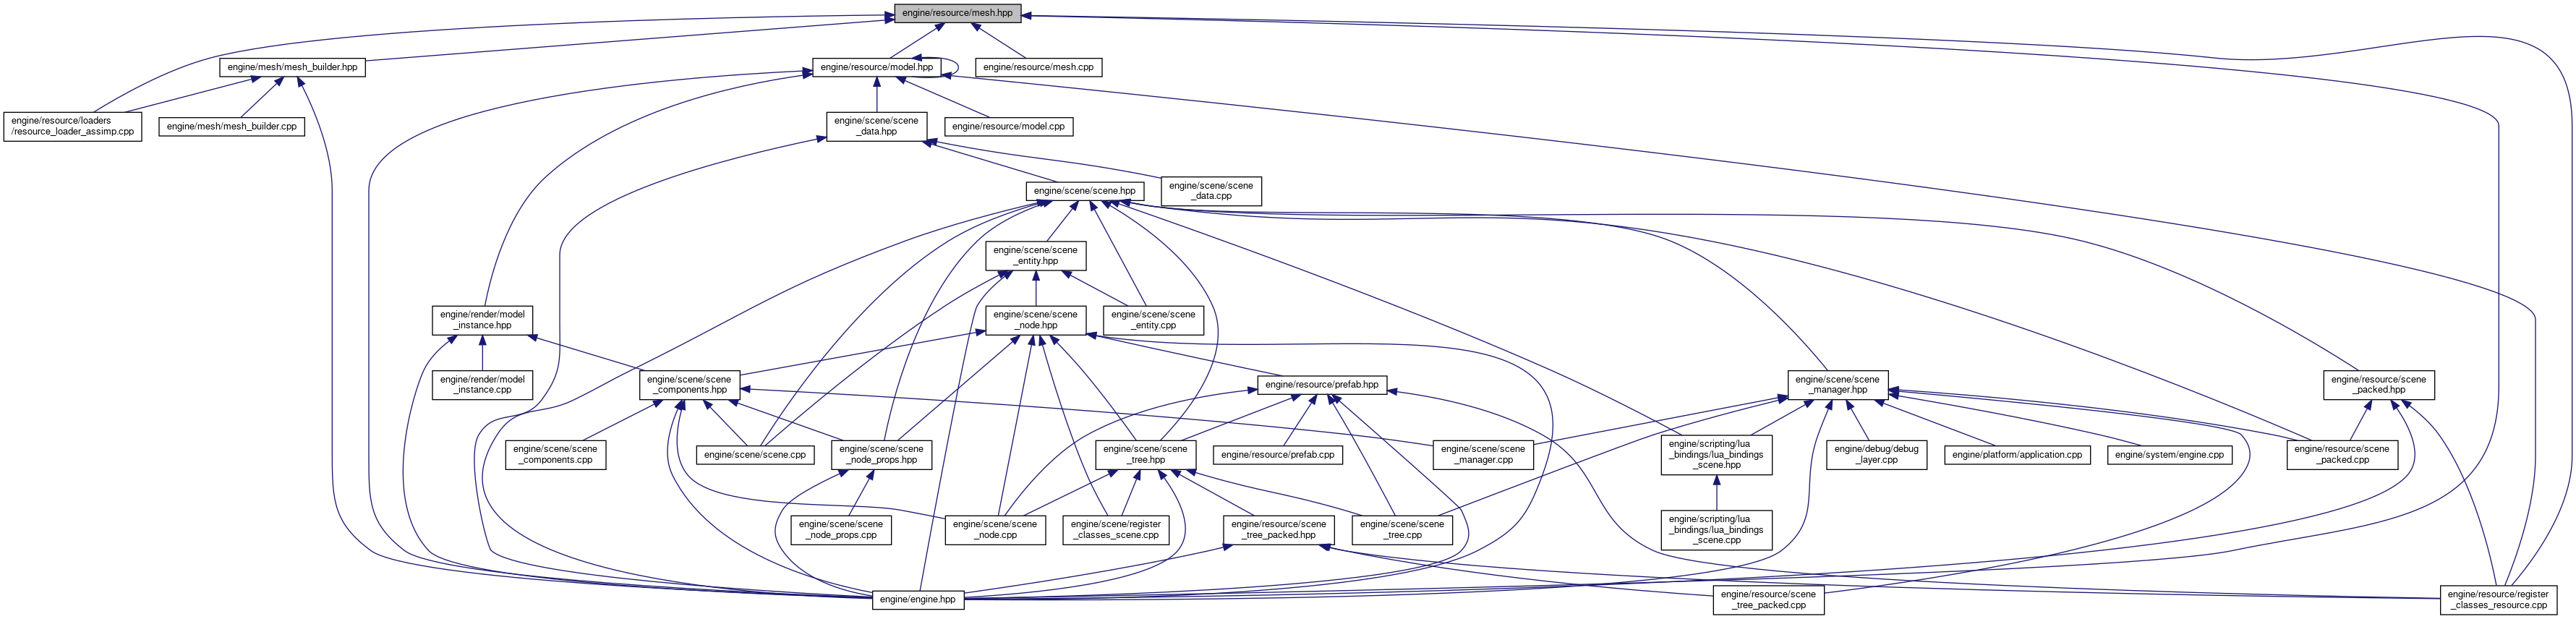 engine/resource/mesh.hpp
engine/mesh/mesh_builder.hpp
engine/resource/model.hpp
engine/resource/mesh.cpp
engine/resource/loaders
/resource_loader_assimp.cpp
engine/mesh/mesh_builder.cpp
engine/scene/scene
_data.hpp
engine/resource/model.cpp
engine/scene/scene.hpp
engine/scene/scene
_data.cpp
engine/scene/scene
_entity.hpp
engine/render/model
_instance.hpp
engine/scene/scene
_node.hpp
engine/scene/scene
_entity.cpp
engine/render/model
_instance.cpp
engine/scene/scene
_components.hpp
engine/resource/prefab.hpp
engine/scene/scene
_manager.hpp
engine/resource/scene
_packed.hpp
engine/scene/scene
_components.cpp
engine/scene/scene.cpp
engine/scene/scene
_node_props.hpp
engine/scene/scene
_tree.hpp
engine/resource/prefab.cpp
engine/scene/scene
_manager.cpp
engine/scripting/lua
_bindings/lua_bindings
_scene.hpp
engine/debug/debug
_layer.cpp
engine/platform/application.cpp
engine/system/engine.cpp
engine/resource/scene
_packed.cpp
engine/scene/scene
_node_props.cpp
engine/scene/scene
_node.cpp
engine/scene/register
_classes_scene.cpp
engine/resource/scene
_tree_packed.hpp
engine/scene/scene
_tree.cpp
engine/scripting/lua
_bindings/lua_bindings
_scene.cpp
engine/engine.hpp
engine/resource/scene
_tree_packed.cpp
engine/resource/register
_classes_resource.cpp